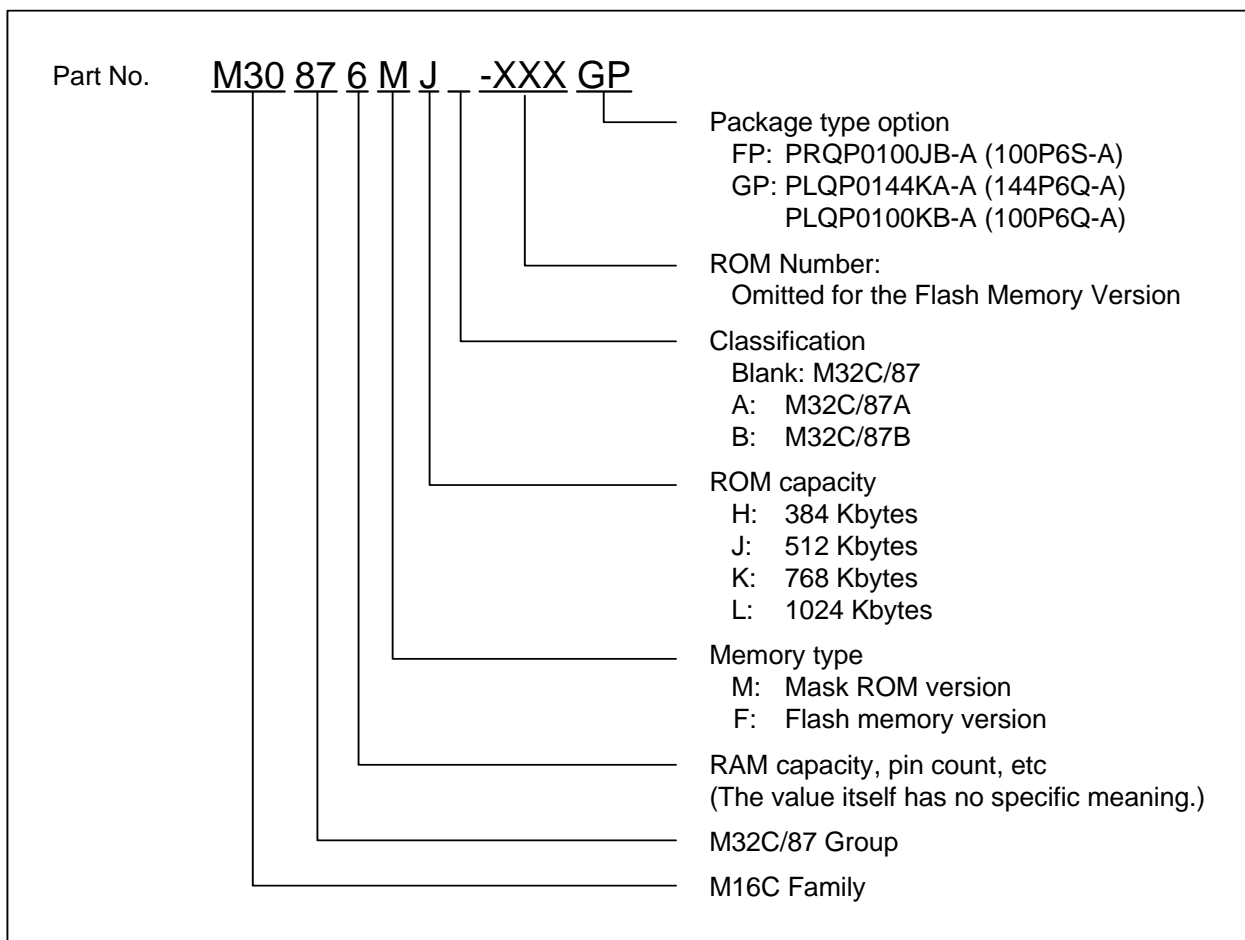 Part No. M30 87 6 M J _ -XXX GP
Package type option
FP: PRQP0100JB-A (100P6S-A)
GP: PLQP0144KA-A (144P6Q-A)
PLQP0100KB-A (100P6Q-A)
ROM Number:
Omitted for the Flash Memory Version
Classification
Blank: M32C/87
A: M32C/87A
B: M32C/87B
ROM capacity
H: 384 Kbytes
J: 512 Kbytes
K: 768 Kbytes
L: 1024 Kbytes
Memory type
M: Mask ROM version
F: Flash memory version
RAM capacity, pin count, etc
(The value itself has no specific meaning.)
M32C/87 Group
M16C Family